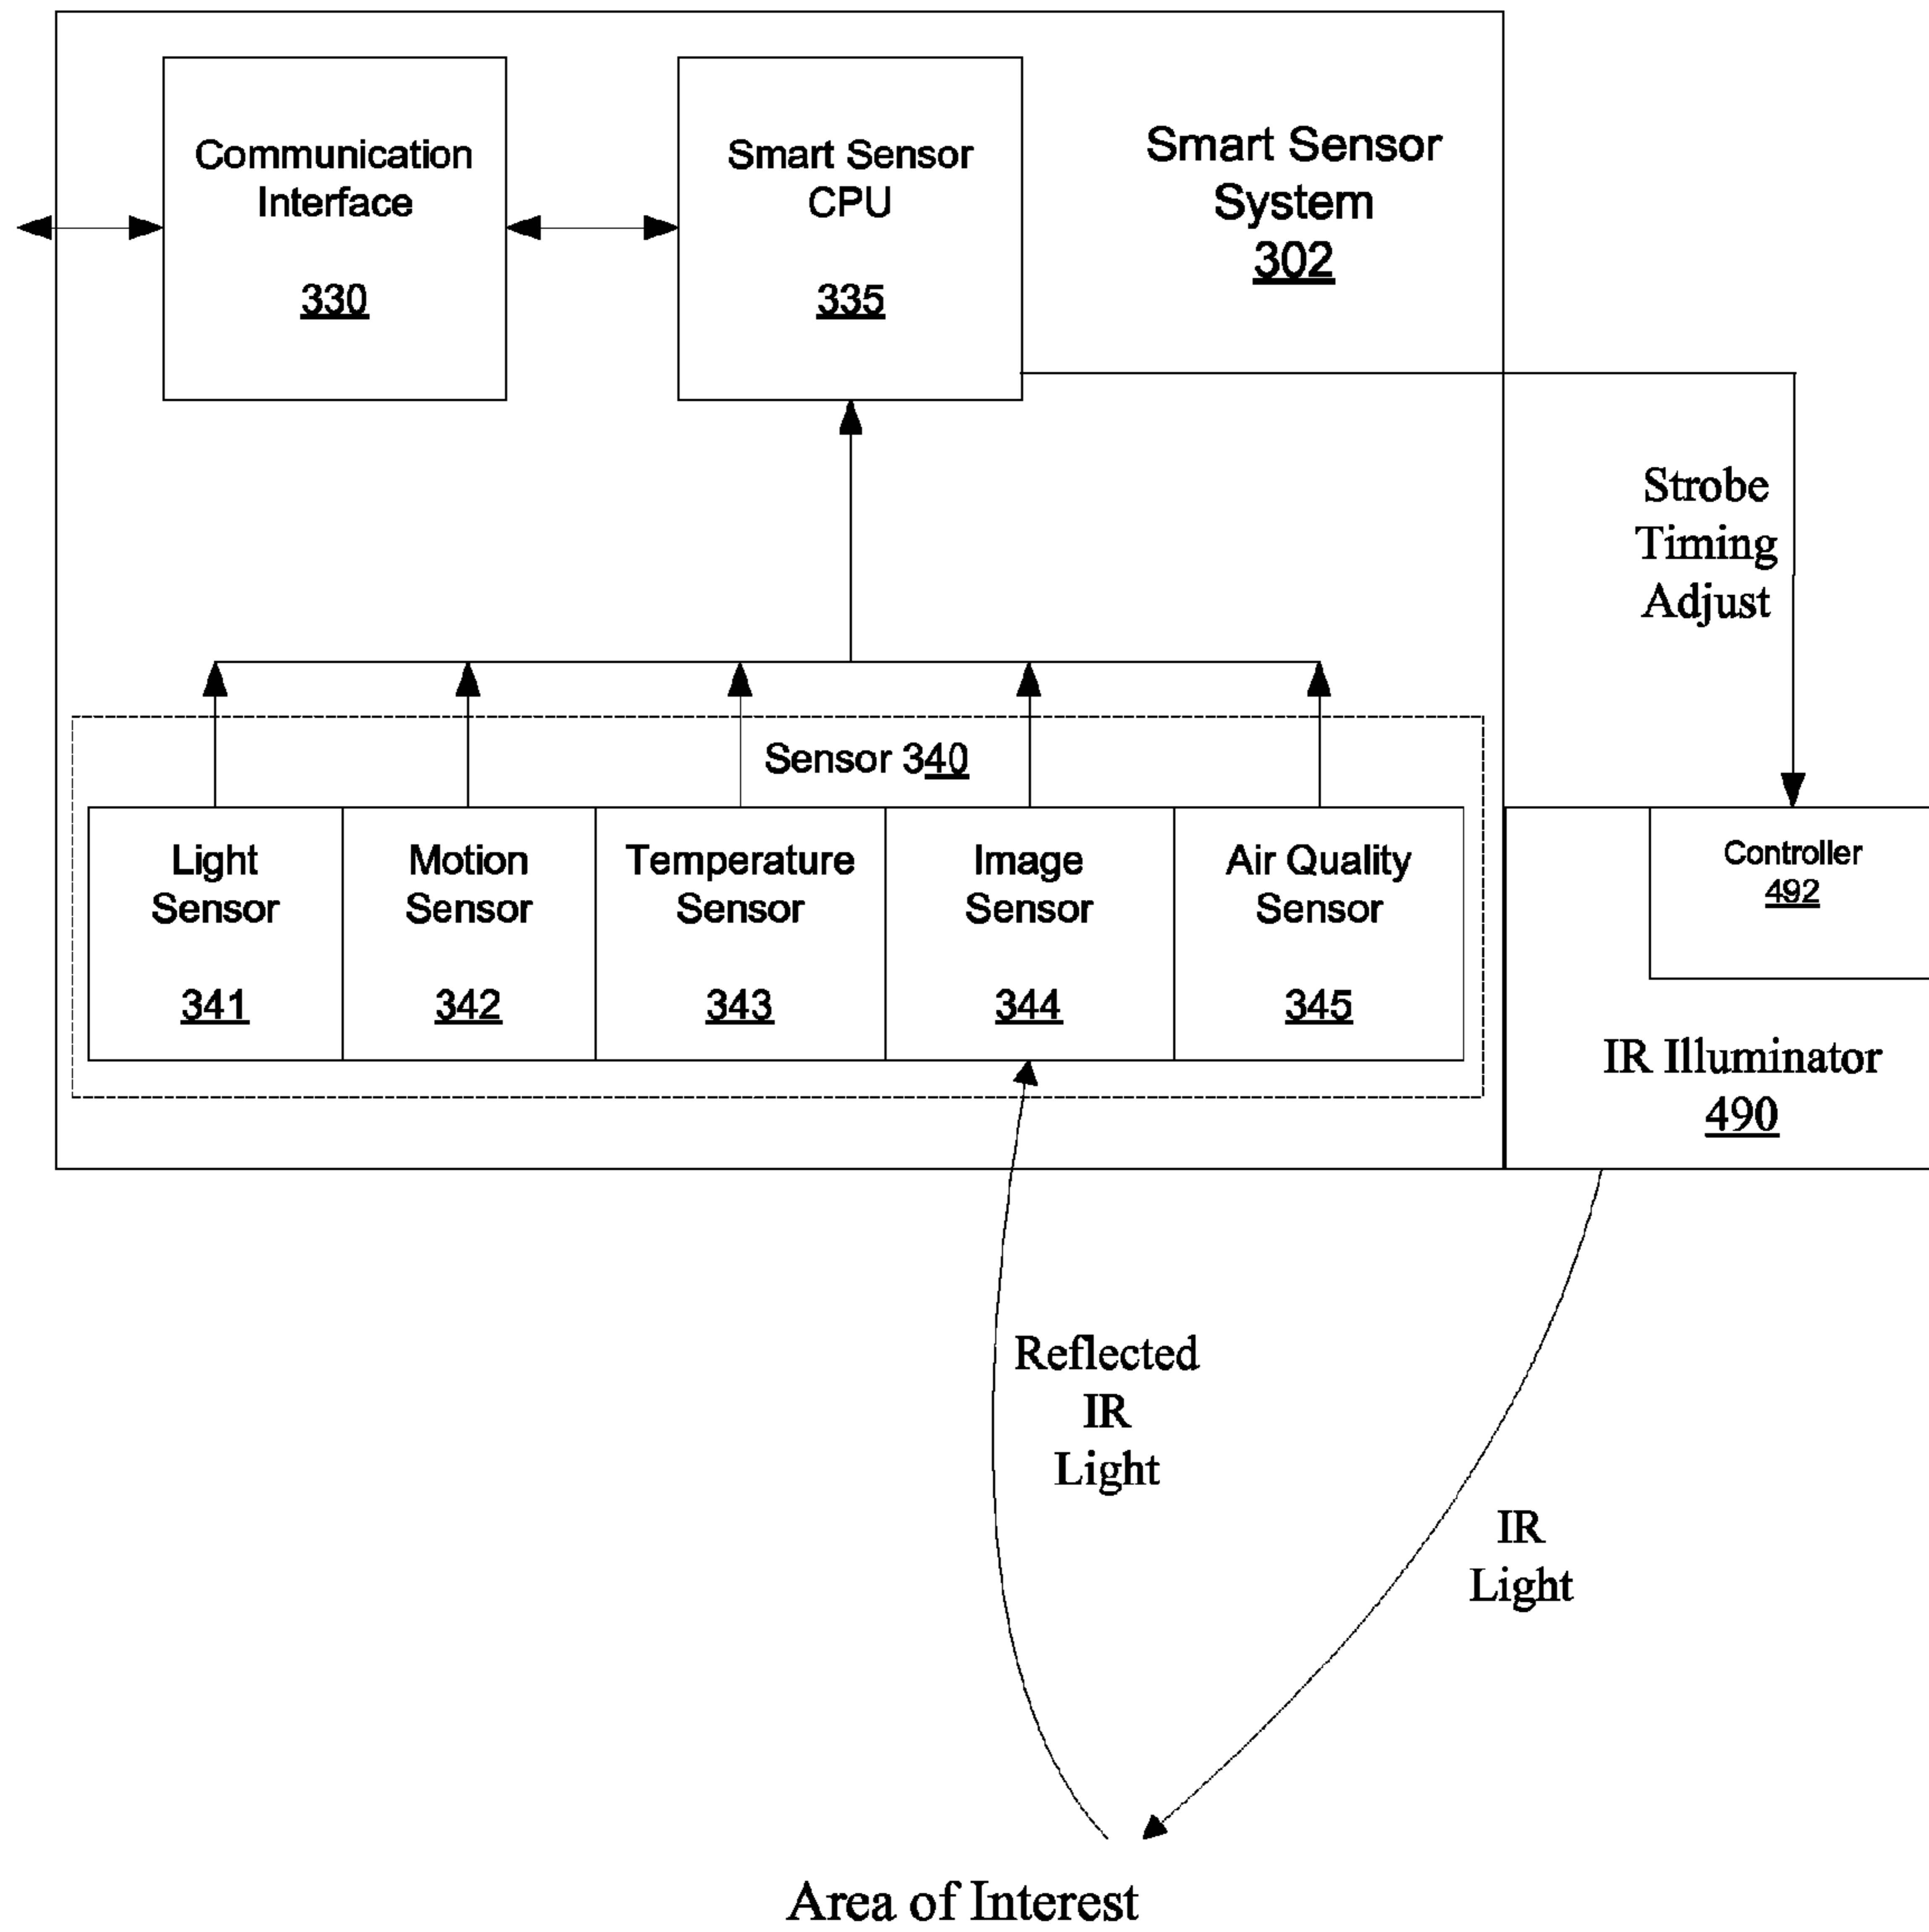 Communication
Interface
330
Smart Sensor
CPU
335
Smart Sensor
System
302
Strobe
Timing
Adjust
Sensor 340
Light
Sensor
341
Motion
Sensor
342
Temperature
Sensor
343
Image
Sensor
344
Air Quality
Sensor
345
Controller
492
IR Illuminator
490
Reflected
IR
Light
IR
Light
Area of Interest